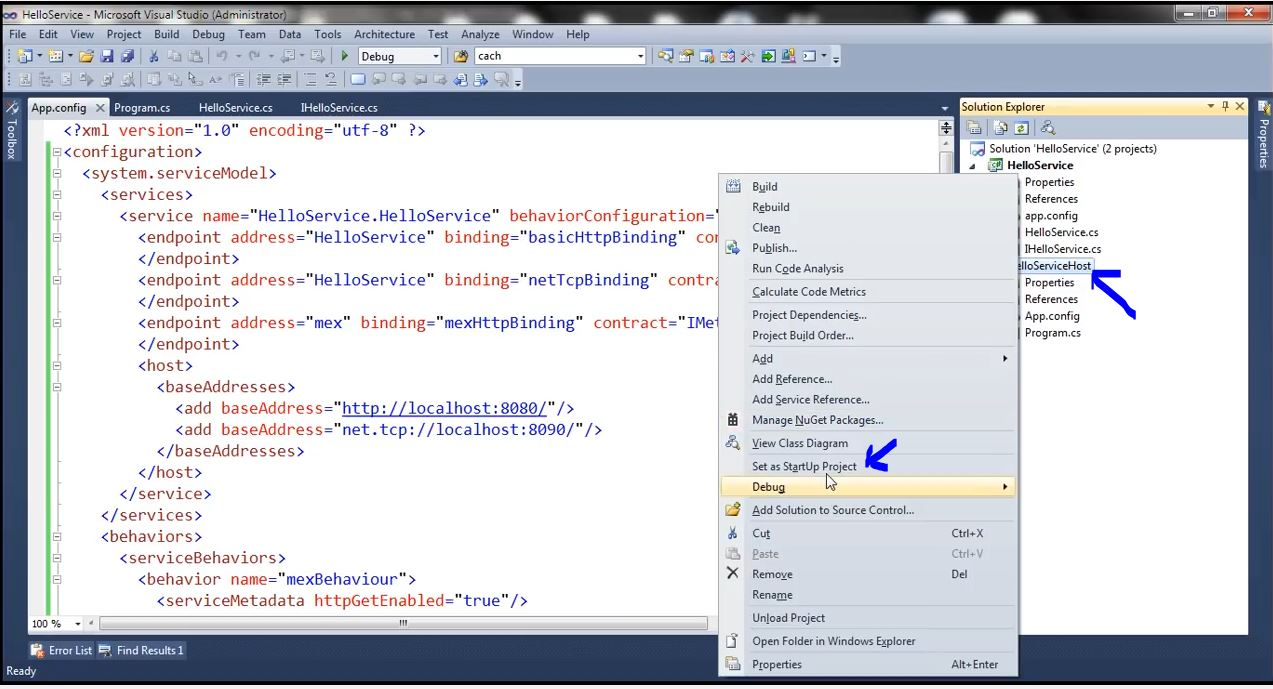 HelloService - Microsoft Visual Studio (Administrator)
File Edit View Project Build Debug Team Data Tools Architecture Test Analyze Window Help
Debug cach
App.config Program.cs HelloService.cs IHelloService.cs
Toolbox
<?xml version="1.0" encoding="utf-8" ?>
<configuration>
<system.serviceModel>
<services>
<service name="HelloService.HelloService" behaviorConfiguration="
<endpoint address="HelloService" binding="basicHttpBinding" con
</endpoint>
<endpoint address="HelloService" binding="netTcpBinding" contra
</endpoint>
<endpoint address="mex" binding="mexHttpBinding" contract="IMet
</endpoint>
<host>
<baseAddresses>
<add baseAddress="http://localhost:8080/"/>
<add baseAddress="net.tcp://localhost:8090/"/>
</baseAddresses>
</host>
</service>
</services>
<behaviors>
<serviceBehaviors>
<behavior name="mexBehaviour">
<serviceMetadata httpGetEnabled="true"/>
100 %
Build
Rebuild
Clean
Publish...
Run Code Analysis
Calculate Code Metrics
Project Dependencies...
Project Build Order...
Add
Add Reference...
Add Service Reference...
Manage NuGet Packages...
View Class Diagram
Set as StartUp Project
Debug
Add Solution to Source Control...
Cut Ctrl+X
Paste Ctrl+V
Remove Del
Rename
Unload Project
Open Folder in Windows Explorer
Properties Alt+Enter
Solution Explorer
Solution 'HelloService' (2 projects)
HelloService
Properties
References
app.config
HelloService.cs
IHelloService.cs
elloServiceHost
Properties
References
App.config
Program.cs
Properties
Error List Find Results 1
Ready